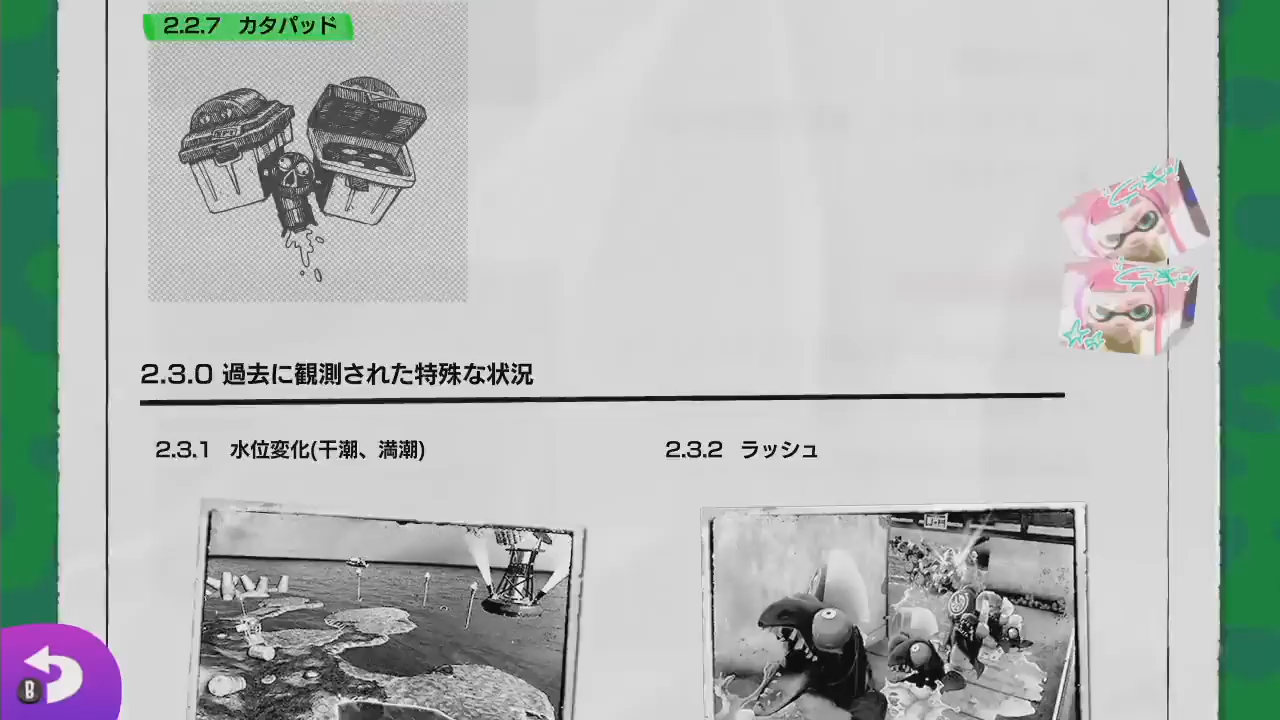 2.2.7 カタパッド
2.3.0 過去に観測された特殊な状況
2.3.1 水位変化(干潮、満潮)
2.3.2 ラッシュ
B